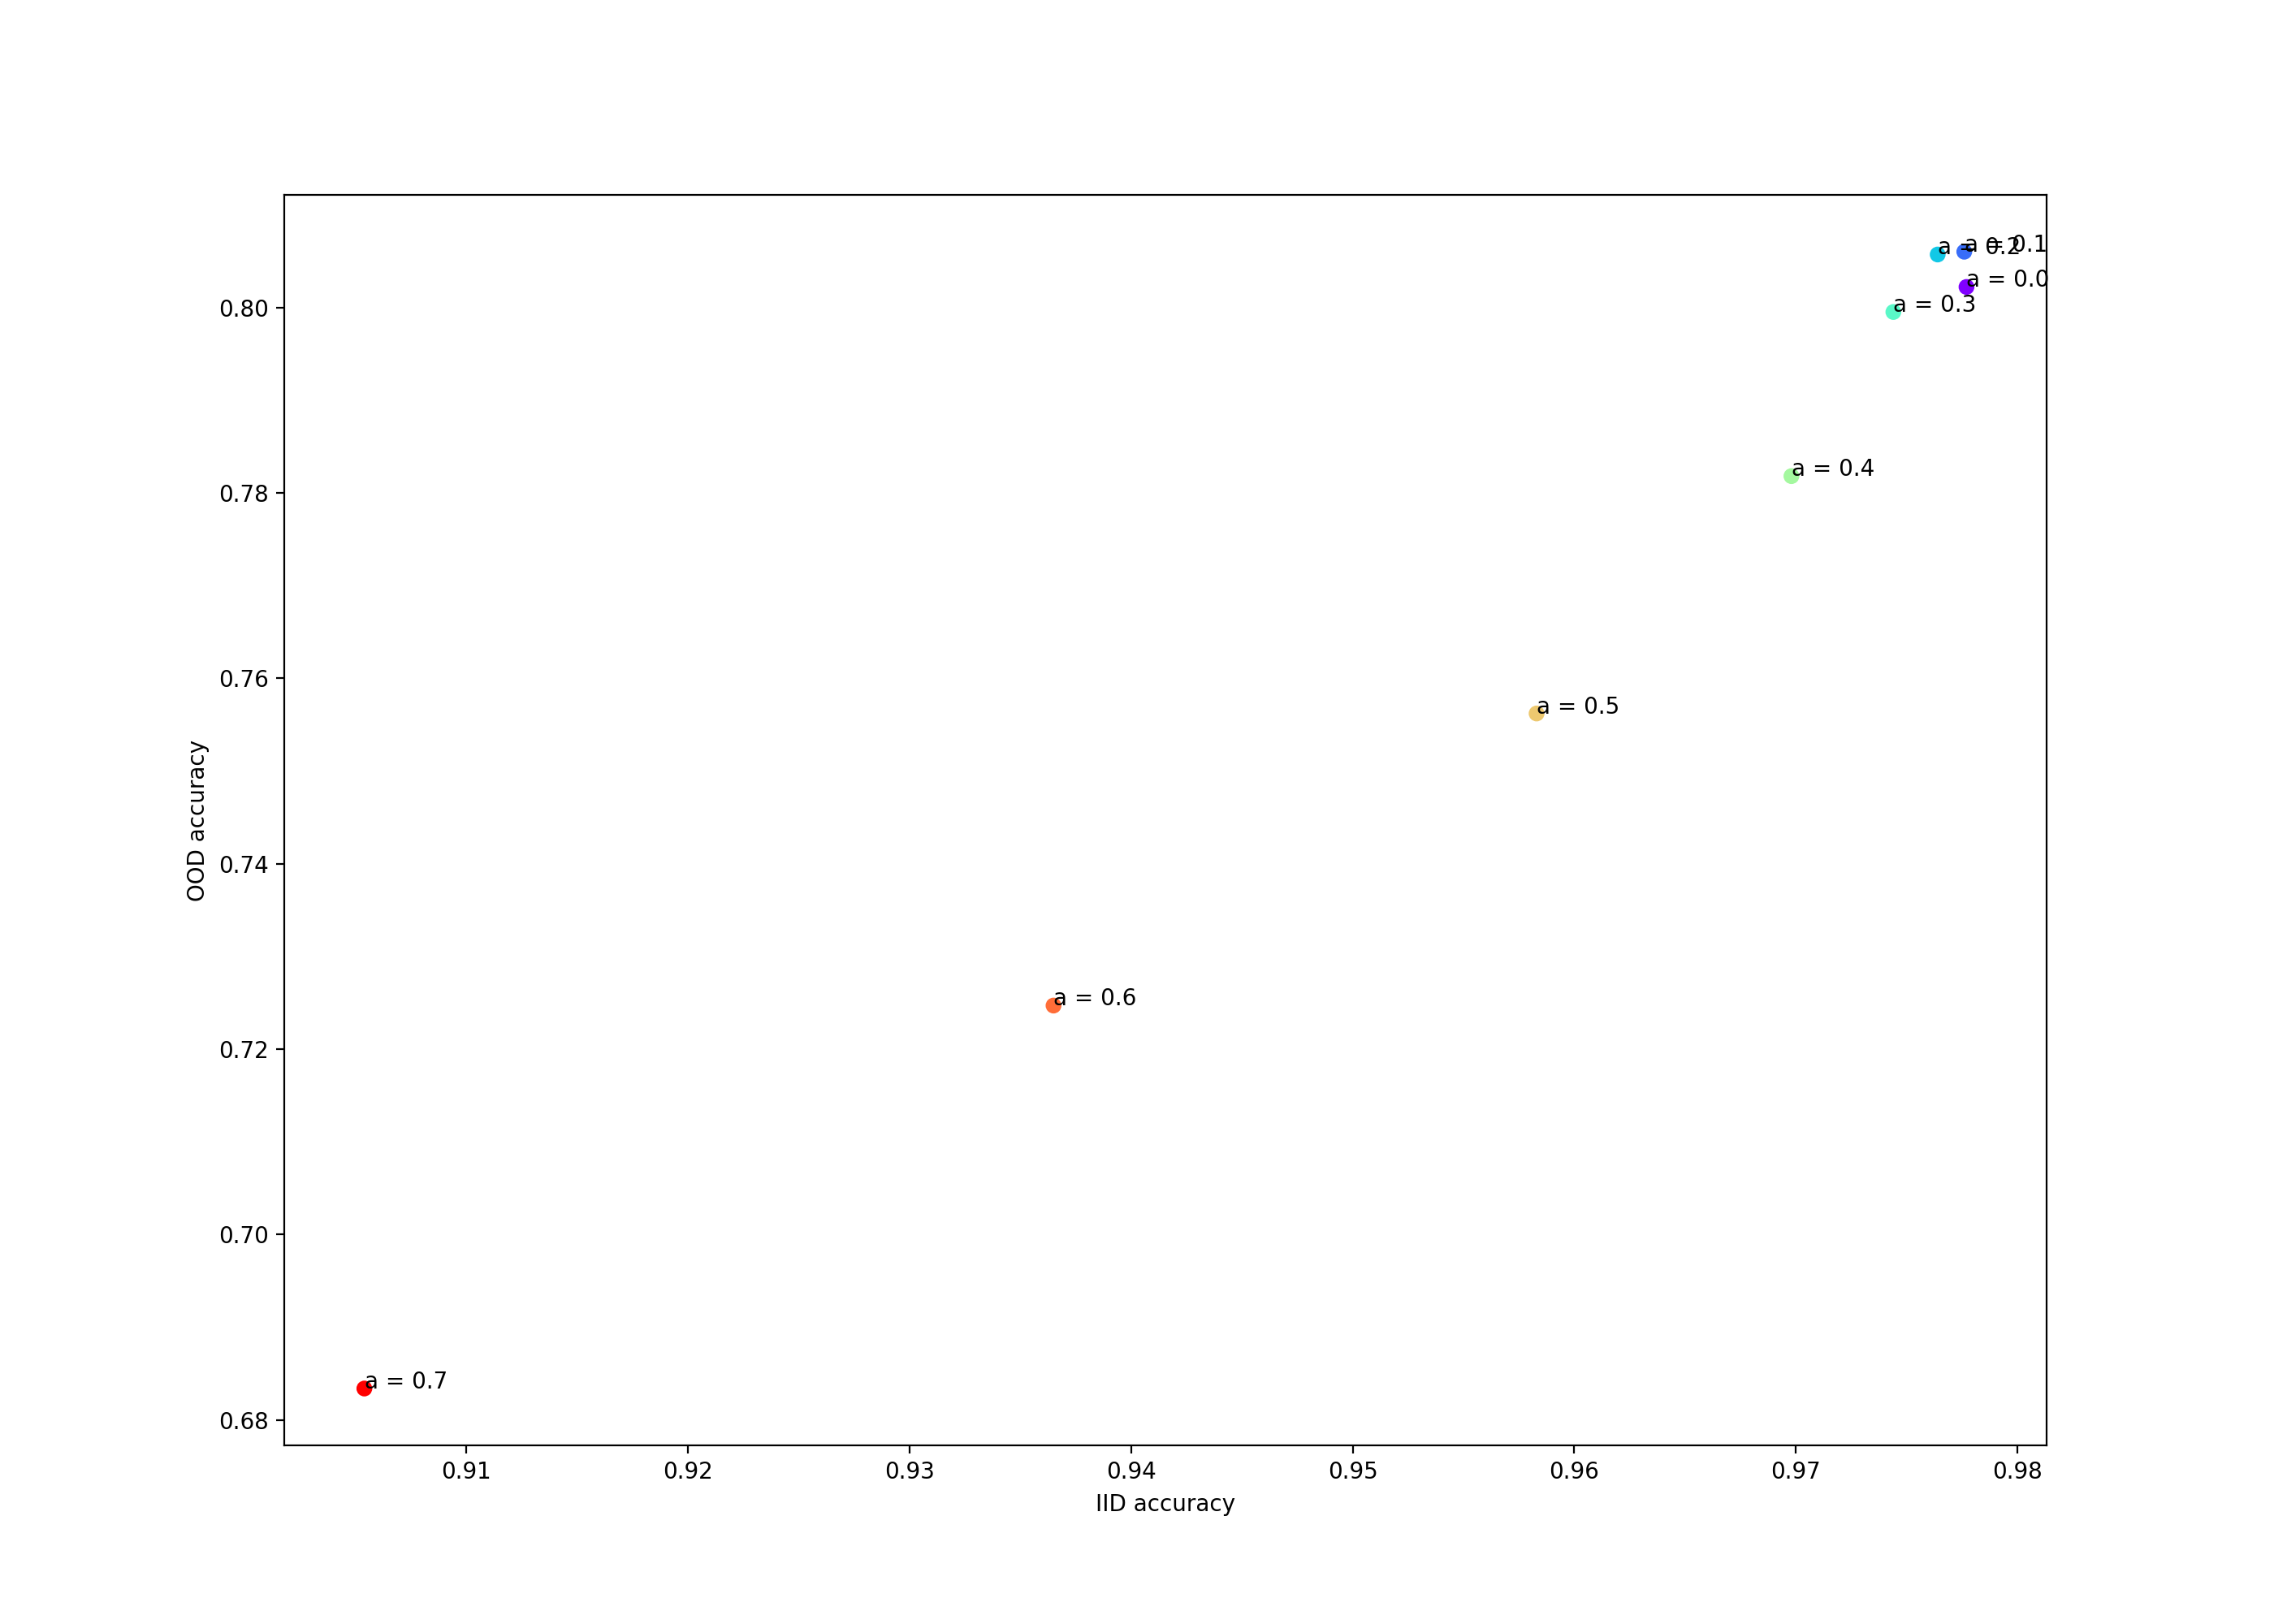 a = 0.1
a = 0.2
a = 0.0
a = 0.3
a = 0.4
a = 0.5
a = 0.6
a = 0.7
0.80
0.78
0.76
0.74
0.72
0.70
0.68
OOD accuracy
0.91 0.92 0.93 0.94 0.95 0.96 0.97 0.98
IID accuracy